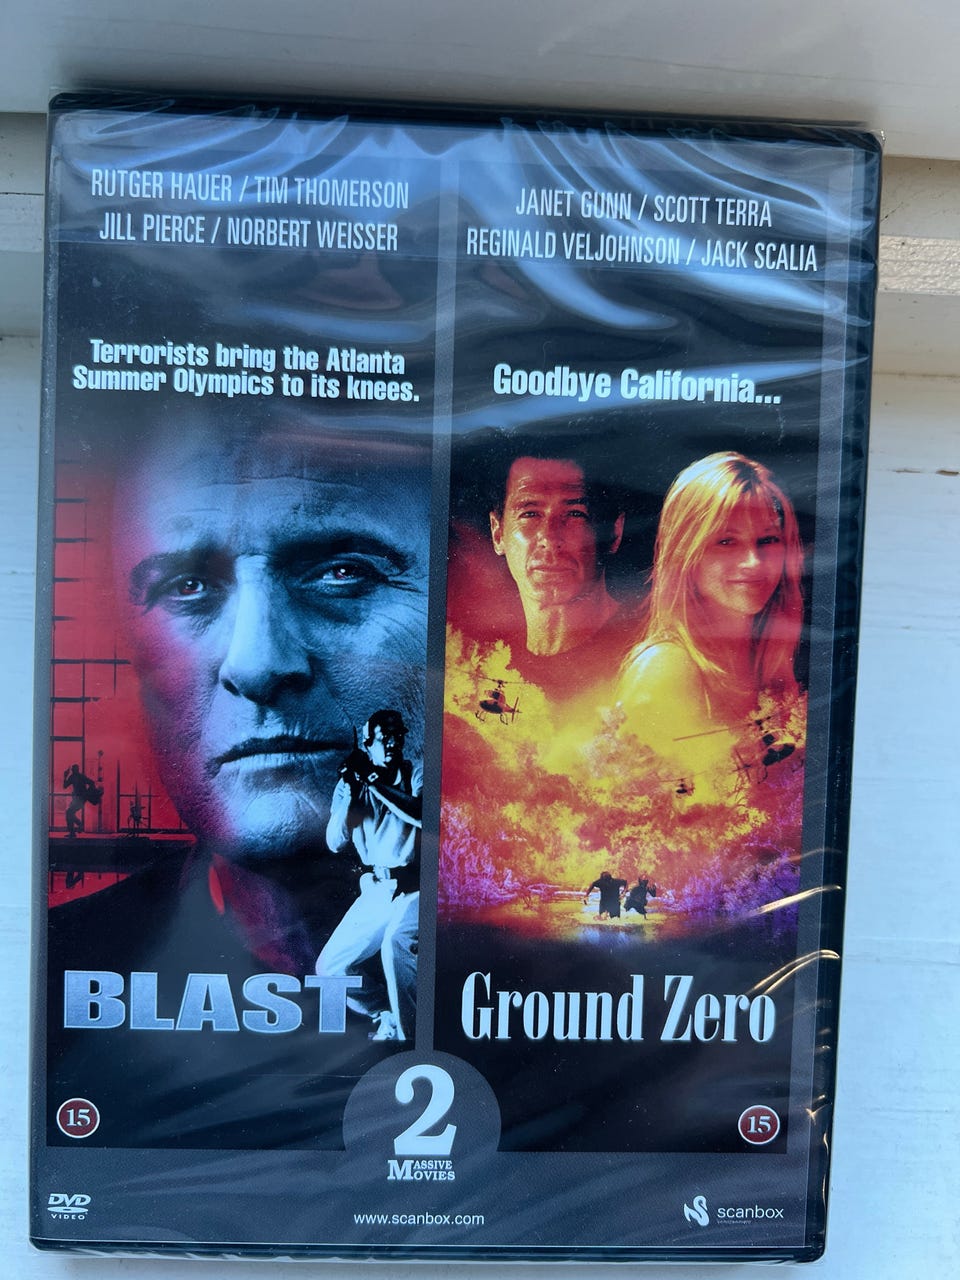 RUTGER HAUER / TIM THOMERSON
JILL PIERCE / NORBERT WEISSER
Terrorists bring the Atlanta
Summer Olympics to its knees.
BLAST
15
JANET GUNN / SCOTT TERRA
REGINALD VELJOHNSON / JACK SCALIA
Goodbye California...
Ground Zero
15
2
MASSIVE
MOVIES
DVD
VIDEO
www.scanbox.com
scanbox